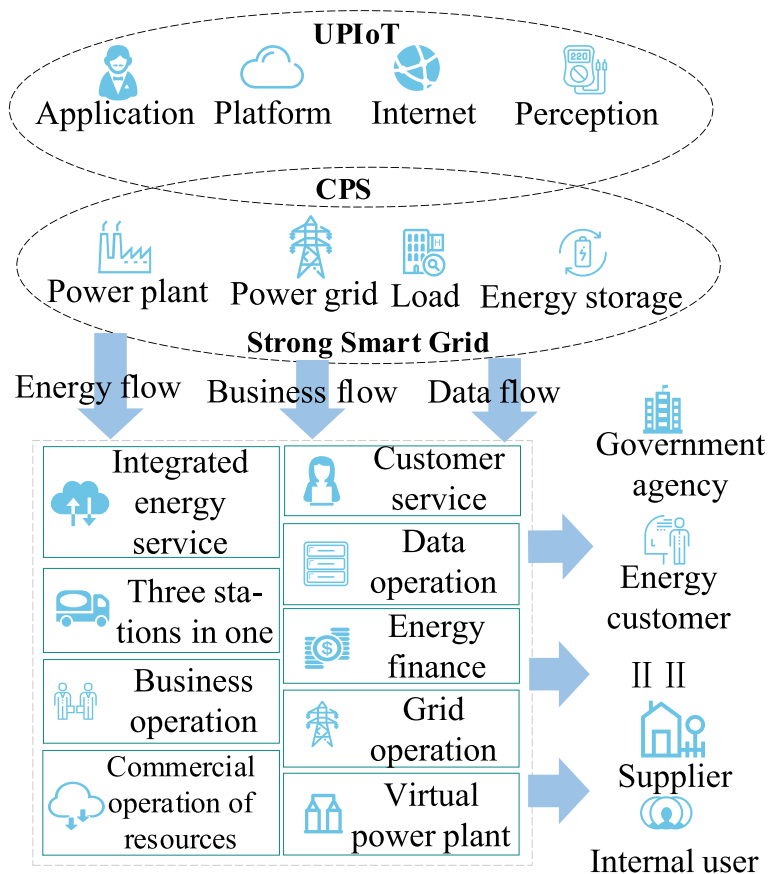 UPIoT
220
Application Platform Internet Perception
CPS
H
Power plant Power grid Load Energy storage
Strong Smart Grid
Energy flow Business flow Data flow
Integrated
energy
service
Three sta-
tions in one
Business
operation
Commercial
operation of
resources
Customer
service
Data
operation
Energy
finance
$
Grid
operation
Virtual
power plant
Government
agency
Energy
customer
Supplier
Internal user